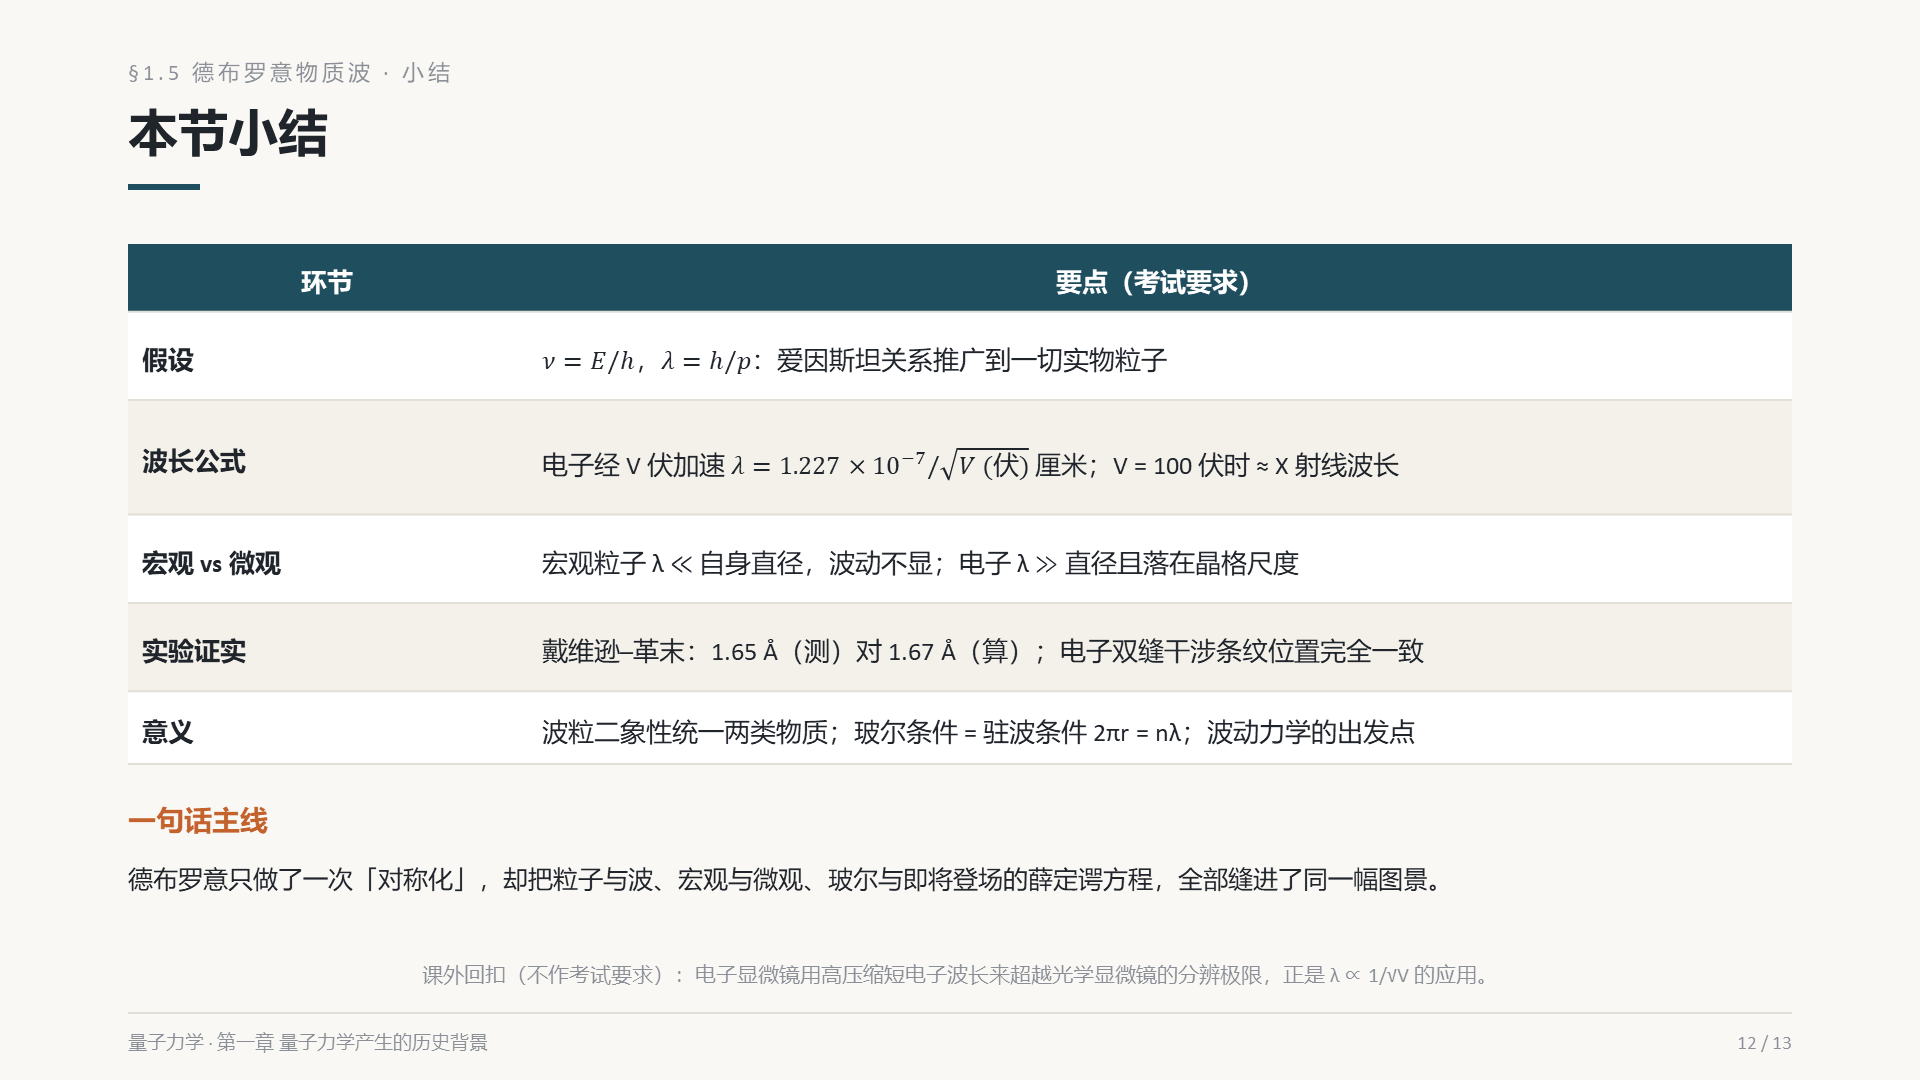 §1.5 德布罗意物质波 · 小结
本节小结
环节 要点（考试要求）
假设 ν = E/h，λ = h/p：爱因斯坦关系推广到一切实物粒子
波长公式 电子经 V 伏加速 λ = 1.227 × 10⁻⁷/√V (伏) 厘米；V = 100 伏时 ≈ X 射线波长
宏观 vs 微观 宏观粒子 λ ≪ 自身直径，波动不显；电子 λ ≫ 直径且落在晶格尺度
实验证实 戴维逊–革末：1.65 Å（测）对 1.67 Å（算）；电子双缝干涉条纹位置完全一致
意义 波粒二象性统一两类物质；玻尔条件 = 驻波条件 2πr = nλ；波动力学的出发点
一句话主线
德布罗意只做了一次「对称化」，却把粒子与波、宏观与微观、玻尔与即将登场的薛定谔方程，全部缝进了同一幅图景。
课外回扣（不作考试要求）：电子显微镜用高压缩短电子波长来超越光学显微镜的分辨极限，正是 λ ∝ 1/√V 的应用。
量子力学 · 第一章 量子力学产生的历史背景 12 / 13